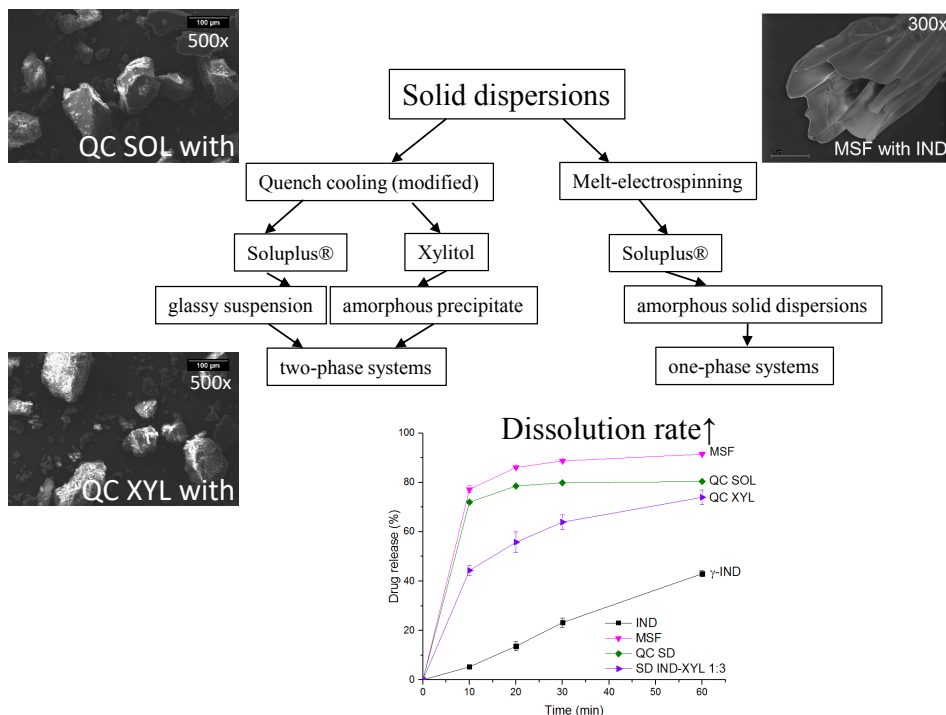 100 µm
500x
QC SOL with
300x
MSF with IND
Solid dispersions
Quench cooling (modified)
Melt-electrospinning
Soluplus®
Xylitol
Soluplus®
glassy suspension
amorphous precipitate
amorphous solid dispersions
two-phase systems
one-phase systems
100 µm
500x
QC XYL with
Dissolution rate↑
Drug release (%)
100
80
60
40
20
0
MSF
QC SOL
QC XYL
γ-IND
IND
MSF
QC SD
SD IND-XYL 1:3
0 10 20 30 40 50 60
Time (min)